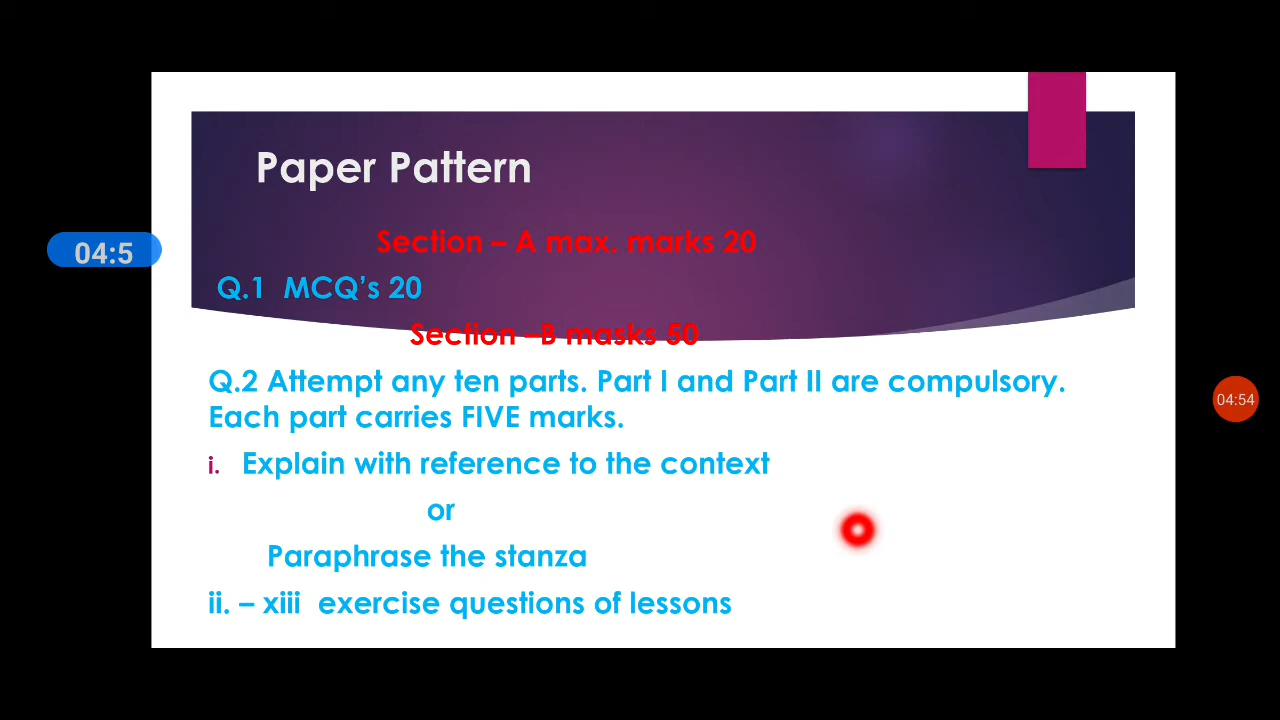 Paper Pattern
Section – A max. marks 20
Q.1 MCQ’s 20
Section –B masks 50
Q.2 Attempt any ten parts. Part I and Part II are compulsory.
Each part carries FIVE marks.
i. Explain with reference to the context
or
Paraphrase the stanza
ii. – xiii exercise questions of lessons
04:5
04:54